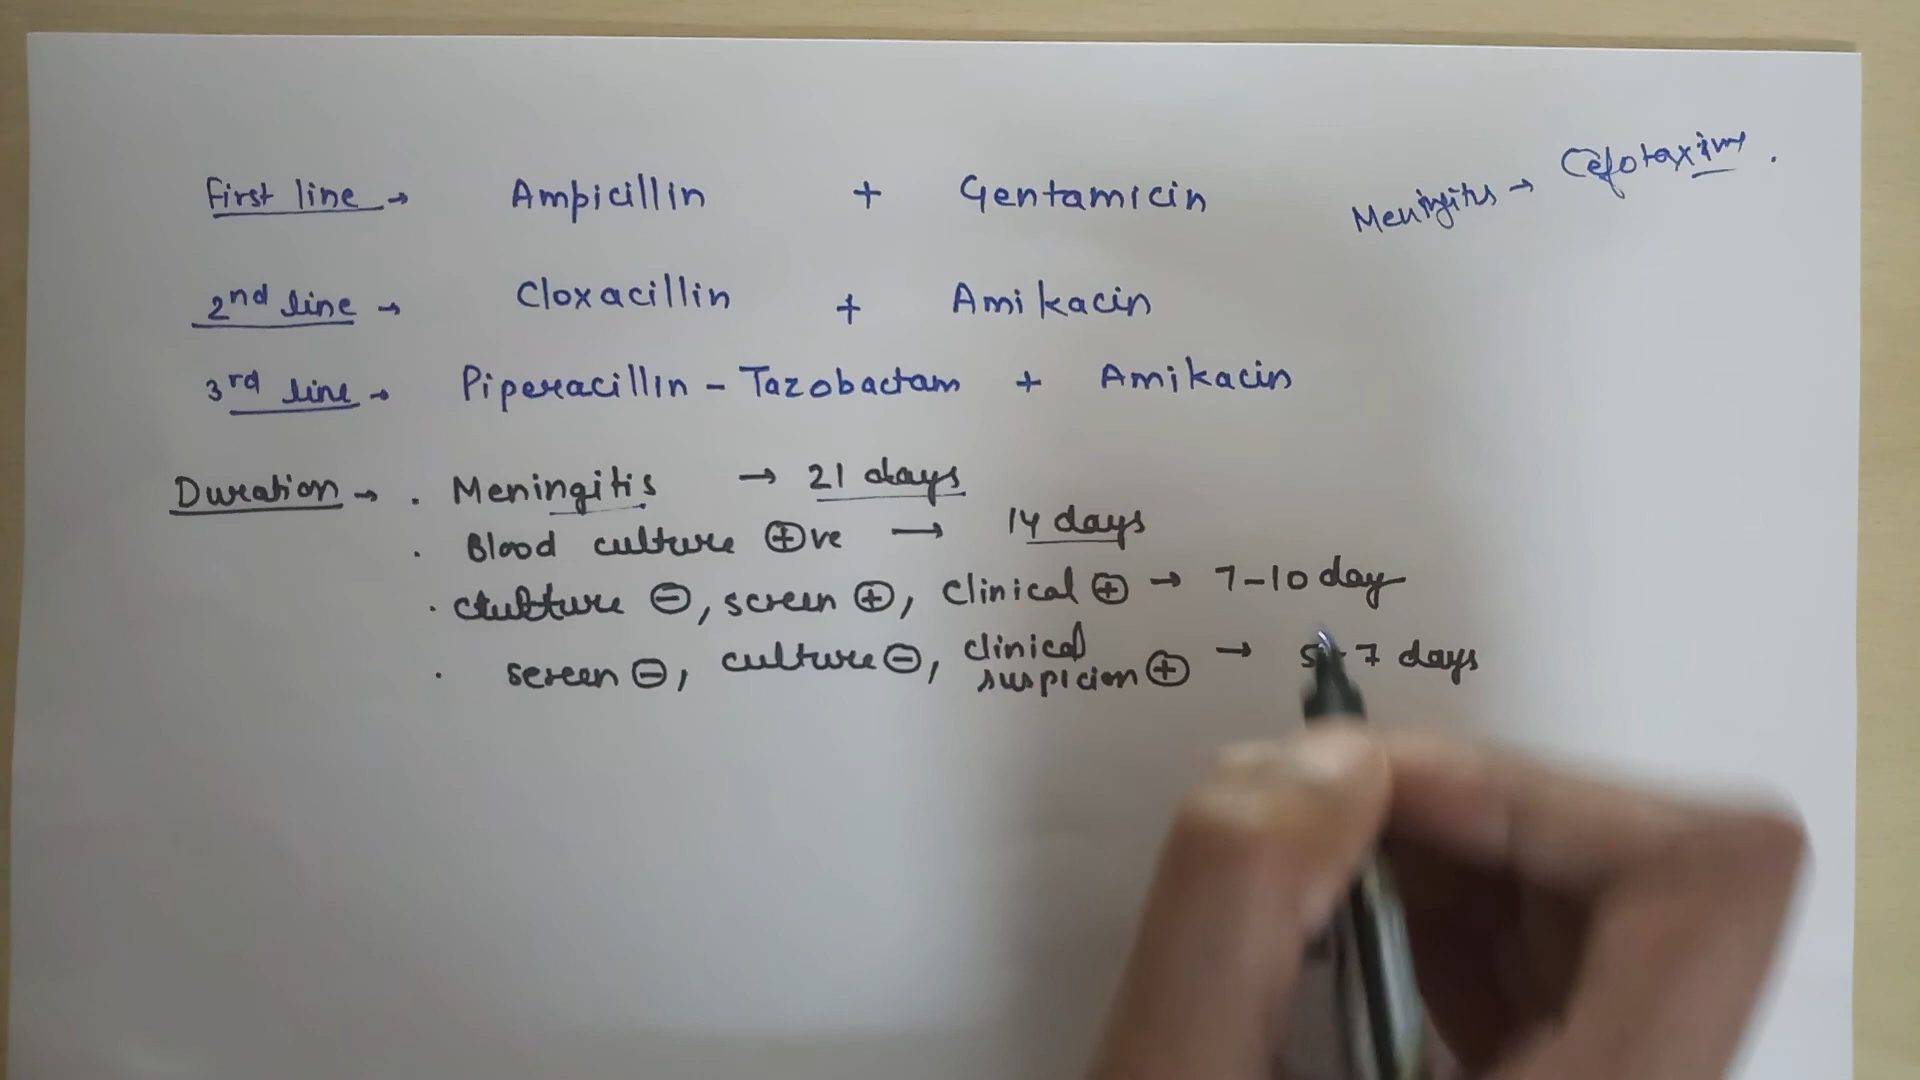 First line → Ampicillin + Gentamicin
Meningitis → Cefotaxime.
2nd line → Cloxacillin + Amikacin
3rd line → Piperacillin - Tazobactam + Amikacin
Duration → . Meningitis → 21 days
. Blood culture ⊕ve → 14 days
. culture ⊖, screen ⊕, clinical ⊕ → 7-10 day
. screen ⊖, culture ⊖, clinical suspicion ⊕ → 5-7 days